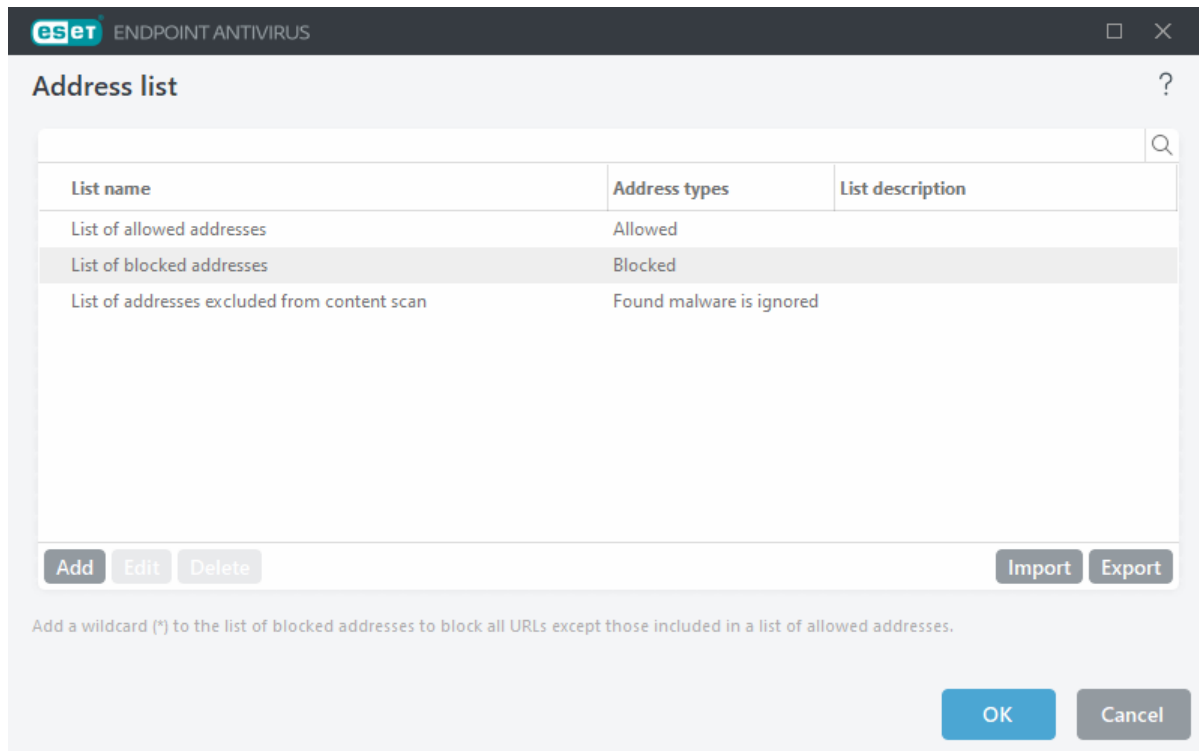 eset ENDPOINT ANTIVIRUS
Address list
?
List name Address types List description
List of allowed addresses Allowed
List of blocked addresses Blocked
List of addresses excluded from content scan Found malware is ignored
Add Edit Delete Import Export
Add a wildcard (*) to the list of blocked addresses to block all URLs except those included in a list of allowed addresses.
OK Cancel